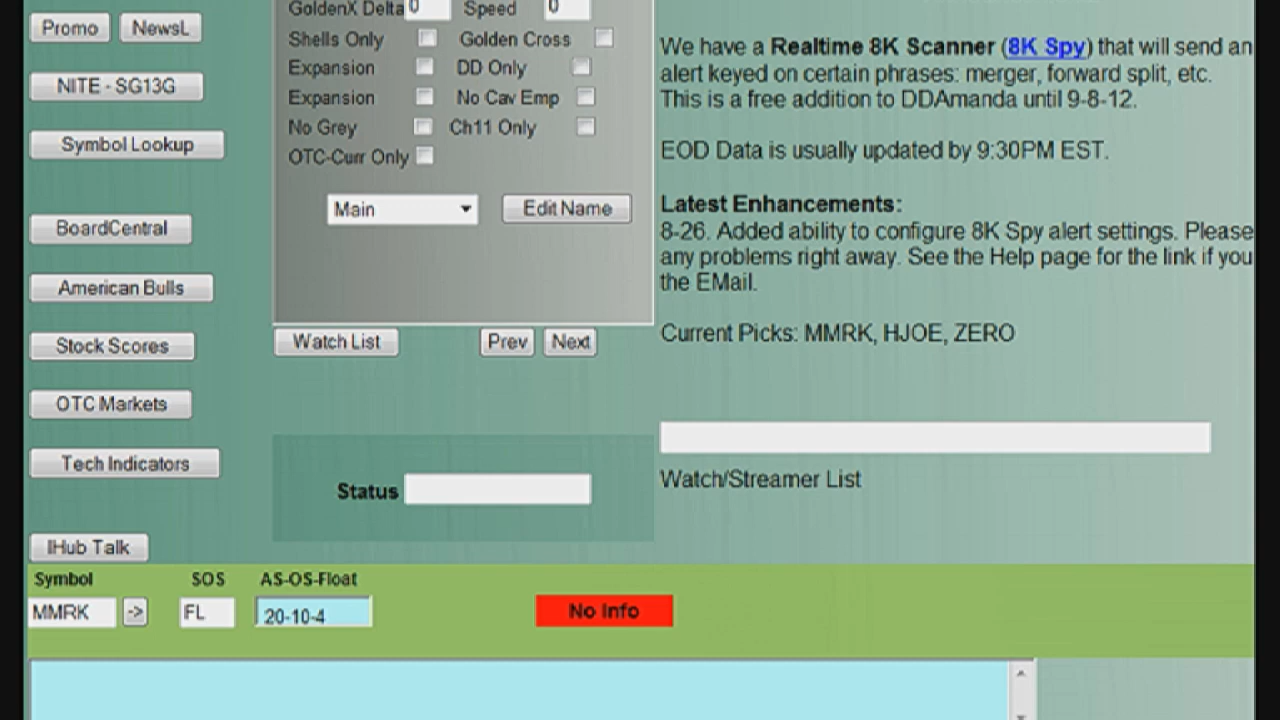 Promo
NewsL
NITE - SG13G
Symbol Lookup
BoardCentral
American Bulls
Stock Scores
OTC Markets
Tech Indicators
IHub Talk
GoldenX Delta 0 Speed 0
Shells Only Golden Cross
Expansion DD Only
Expansion No Cav Emp
No Grey Ch11 Only
OTC-Curr Only
Main Edit Name
Watch List Prev Next
Status
We have a Realtime 8K Scanner (8K Spy) that will send an
alert keyed on certain phrases: merger, forward split, etc.
This is a free addition to DDAmanda until 9-8-12.
EOD Data is usually updated by 9:30PM EST.
Latest Enhancements:
8-26. Added ability to configure 8K Spy alert settings. Please
any problems right away. See the Help page for the link if you
the EMail.
Current Picks: MMRK, HJOE, ZERO
Watch/Streamer List
Symbol SOS AS-OS-Float
MMRK -> FL 20-10-4 No Info